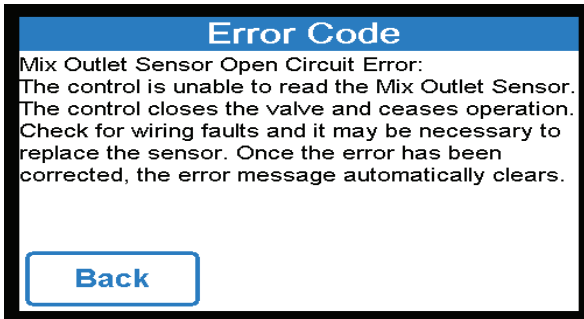 Error Code
Mix Outlet Sensor Open Circuit Error:
The control is unable to read the Mix Outlet Sensor.
The control closes the valve and ceases operation.
Check for wiring faults and it may be necessary to
replace the sensor. Once the error has been
corrected, the error message automatically clears.
Back